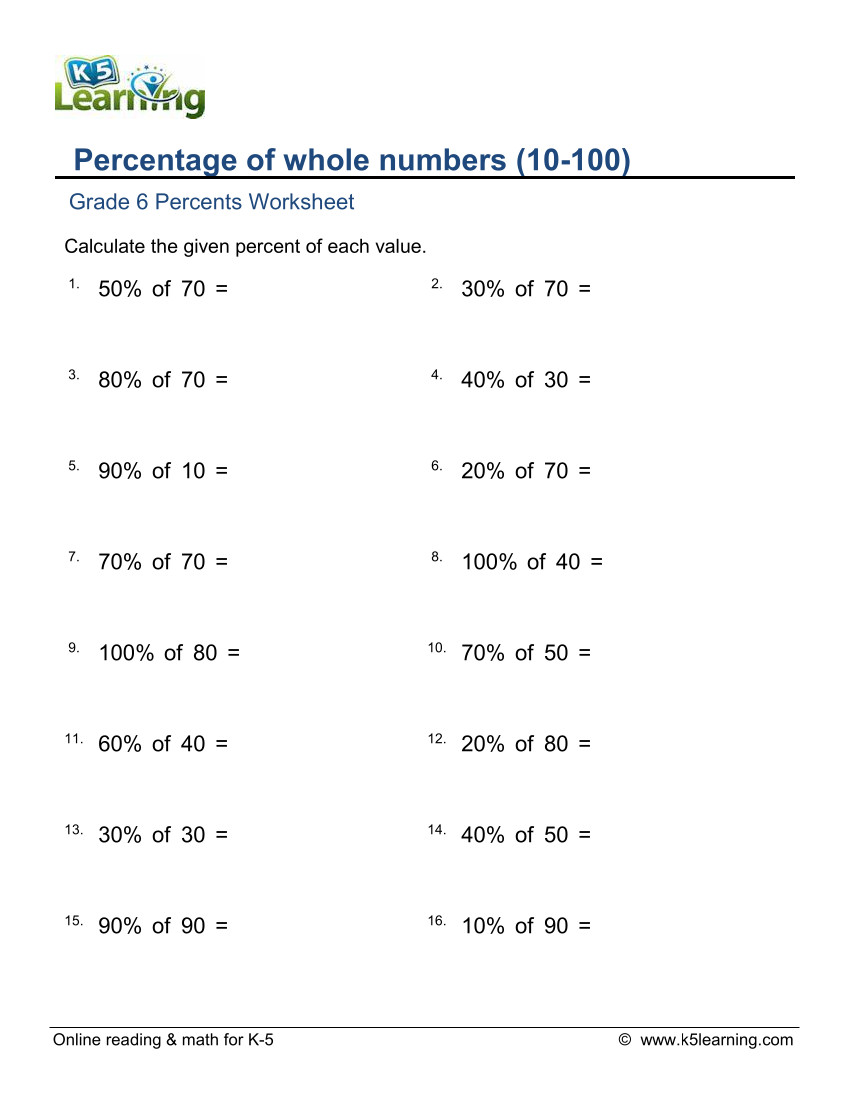 K5
Learning
Percentage of whole numbers (10-100)
Grade 6 Percents Worksheet
Calculate the given percent of each value.
1. 50% of 70 =
2. 30% of 70 =
3. 80% of 70 =
4. 40% of 30 =
5. 90% of 10 =
6. 20% of 70 =
7. 70% of 70 =
8. 100% of 40 =
9. 100% of 80 =
10. 70% of 50 =
11. 60% of 40 =
12. 20% of 80 =
13. 30% of 30 =
14. 40% of 50 =
15. 90% of 90 =
16. 10% of 90 =
Online reading & math for K-5
© www.k5learning.com